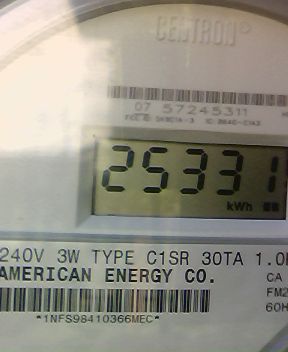 CENTRON®
07 57245311
25331
kWh
240V 3W TYPE C1SR 30TA 1.0
AMERICAN ENERGY CO.
CA
FM2
60H
*1NFS98410366MEC*